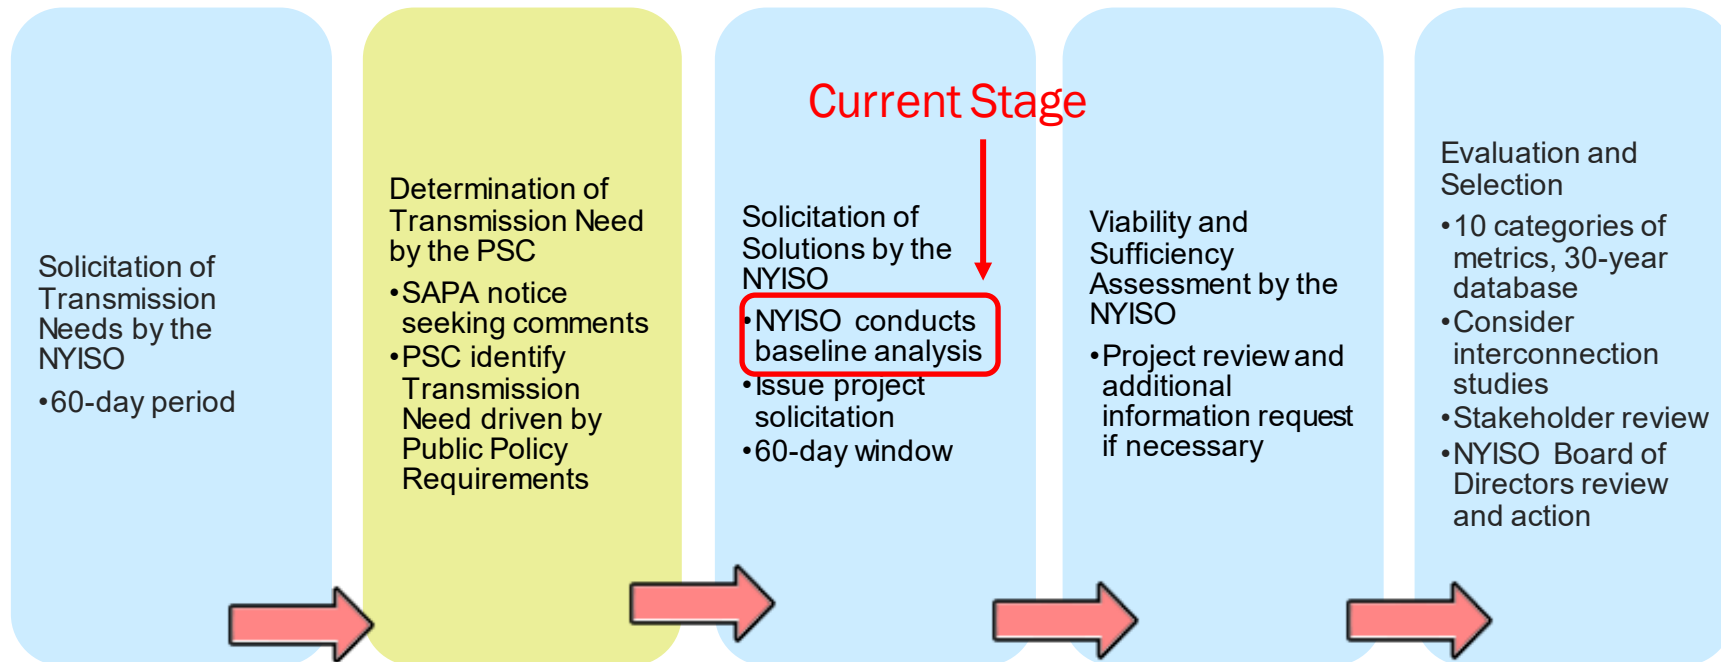 Current Stage
Solicitation of
Transmission
Needs by the
NYISO
•60-day period
Determination of
Transmission Need
by the PSC
•SAPA notice
seeking comments
•PSC identify
Transmission
Need driven by
Public Policy
Requirements
Solicitation of
Solutions by the
NYISO
•NYISO conducts
baseline analysis
•Issue project
solicitation
•60-day window
Viability and
Sufficiency
Assessment by the
NYISO
•Project review and
additional
information request
if necessary
Evaluation and
Selection
•10 categories of
metrics, 30-year
database
•Consider
interconnection
studies
•Stakeholder review
•NYISO Board of
Directors review
and action